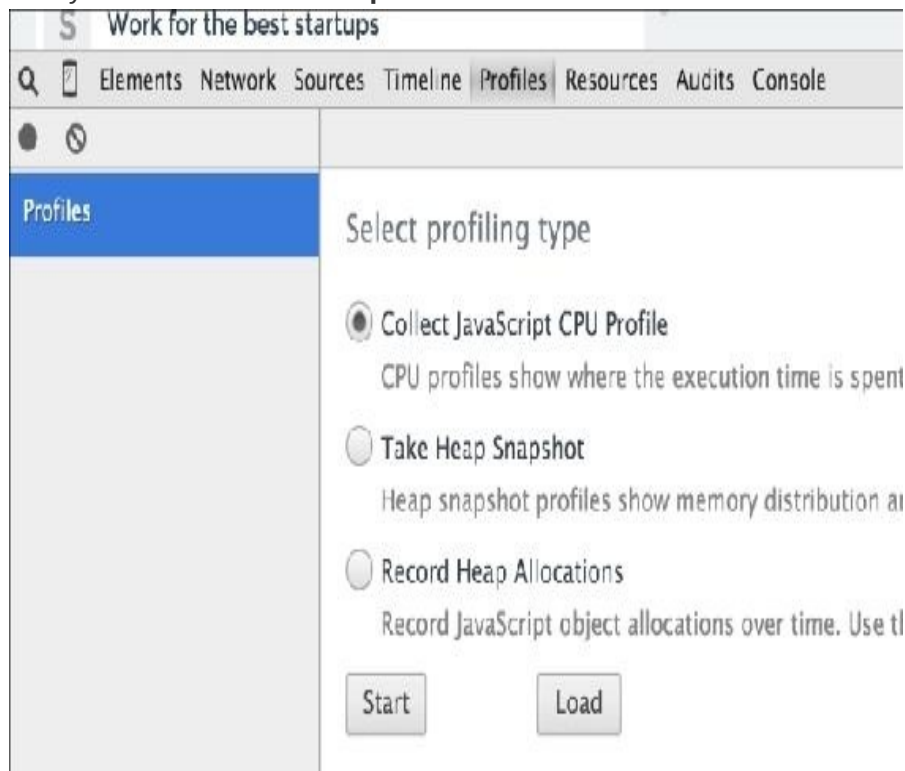 S Work for the best startups
Elements Network Sources Timeline Profiles Resources Audits Console
Profiles
Select profiling type
Collect JavaScript CPU Profile
CPU profiles show where the execution time is spent
Take Heap Snapshot
Heap snapshot profiles show memory distribution
Record Heap Allocations
Record JavaScript object allocations over time. Use
Start Load